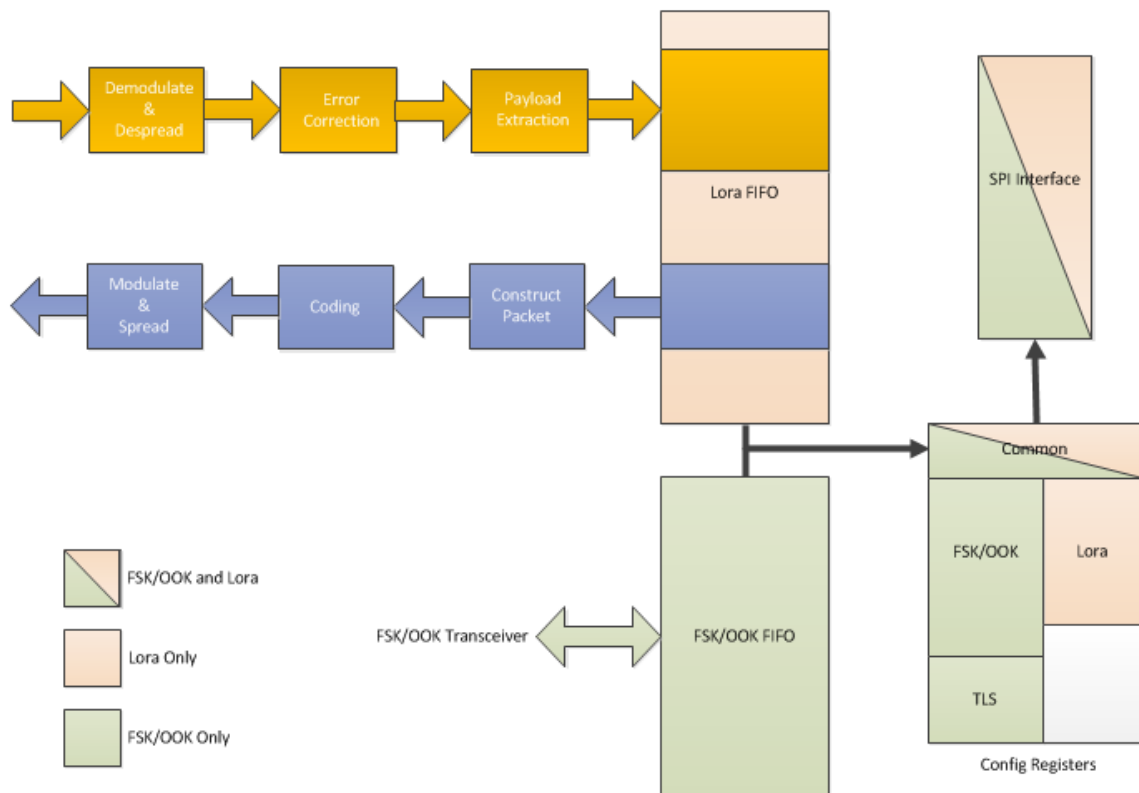 Demodulate
&
Despread
Error
Correction
Payload
Extraction
Lora FIFO
SPI Interface
Modulate
&
Spread
Coding
Construct
Packet
Common
FSK/OOK
Lora
TLS
Config Registers
FSK/OOK Transceiver
FSK/OOK FIFO
FSK/OOK and Lora
Lora Only
FSK/OOK Only